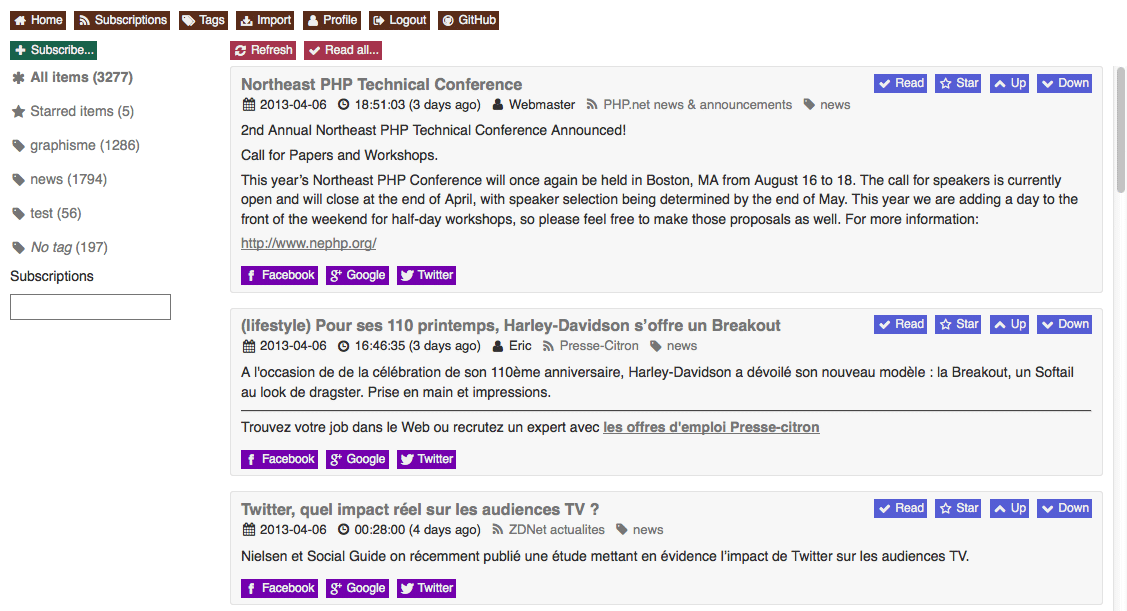 Home Subscriptions Tags Import Profile Logout GitHub
Subscribe...
Refresh Read all...
All items (3277)
Starred items (5)
graphisme (1286)
news (1794)
test (56)
No tag (197)
Subscriptions
Northeast PHP Technical Conference
Read Star Up Down
2013-04-06 18:51:03 (3 days ago) Webmaster PHP.net news & announcements news
2nd Annual Northeast PHP Technical Conference Announced!
Call for Papers and Workshops.
This year’s Northeast PHP Conference will once again be held in Boston, MA from August 16 to 18. The call for speakers is currently
open and will close at the end of April, with speaker selection being determined by the end of May. This year we are adding a day to the
front of the weekend for half-day workshops, so please feel free to make those proposals as well. For more information:
http://www.nephp.org/
Facebook Google Twitter
(lifestyle) Pour ses 110 printemps, Harley-Davidson s’offre un Breakout
Read Star Up Down
2013-04-06 16:46:35 (3 days ago) Eric Presse-Citron news
A l'occasion de de la célébration de son 110ème anniversaire, Harley-Davidson a dévoilé son nouveau modèle : la Breakout, un Softail
au look de dragster. Prise en main et impressions.
Trouvez votre job dans le Web ou recrutez un expert avec les offres d'emploi Presse-citron
Facebook Google Twitter
Twitter, quel impact réel sur les audiences TV ?
Read Star Up Down
2013-04-06 00:28:00 (4 days ago) ZDNet actualites news
Nielsen et Social Guide on récemment publié une étude mettant en évidence l’impact de Twitter sur les audiences TV.
Facebook Google Twitter